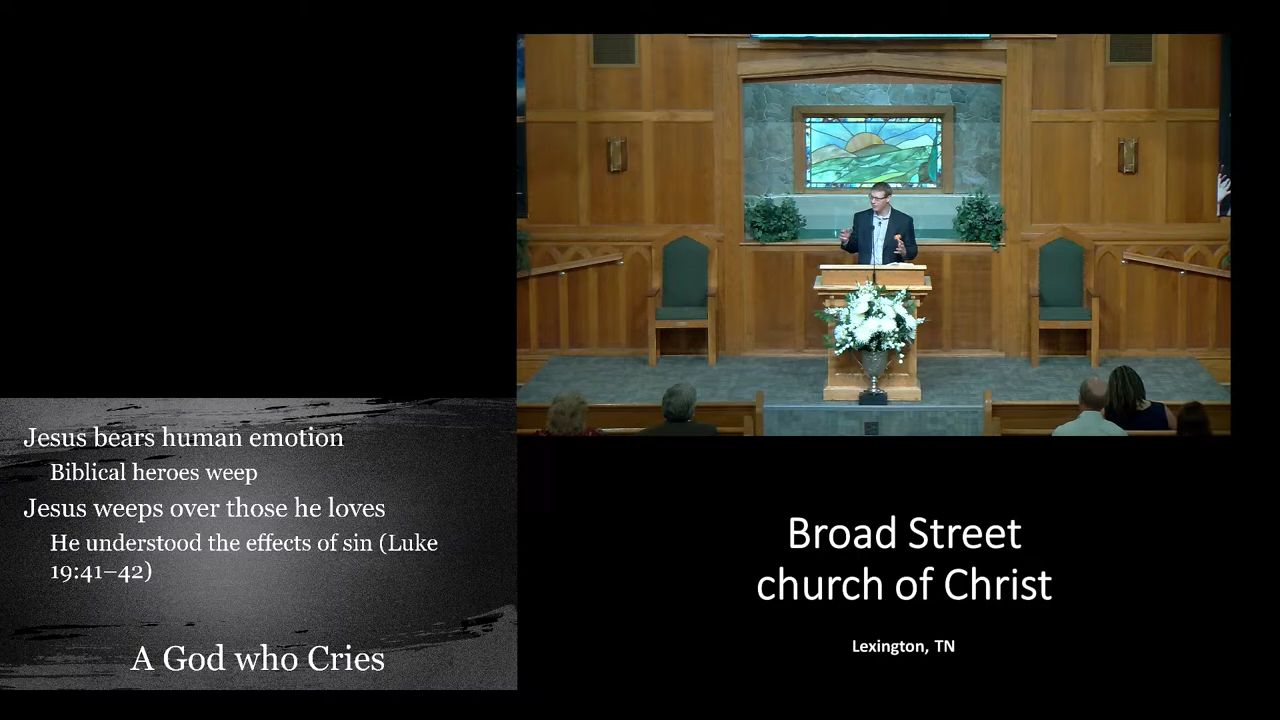 Jesus bears human emotion
Biblical heroes weep
Jesus weeps over those he loves
He understood the effects of sin (Luke
19:41–42)
A God who Cries
Broad Street
church of Christ
Lexington, TN